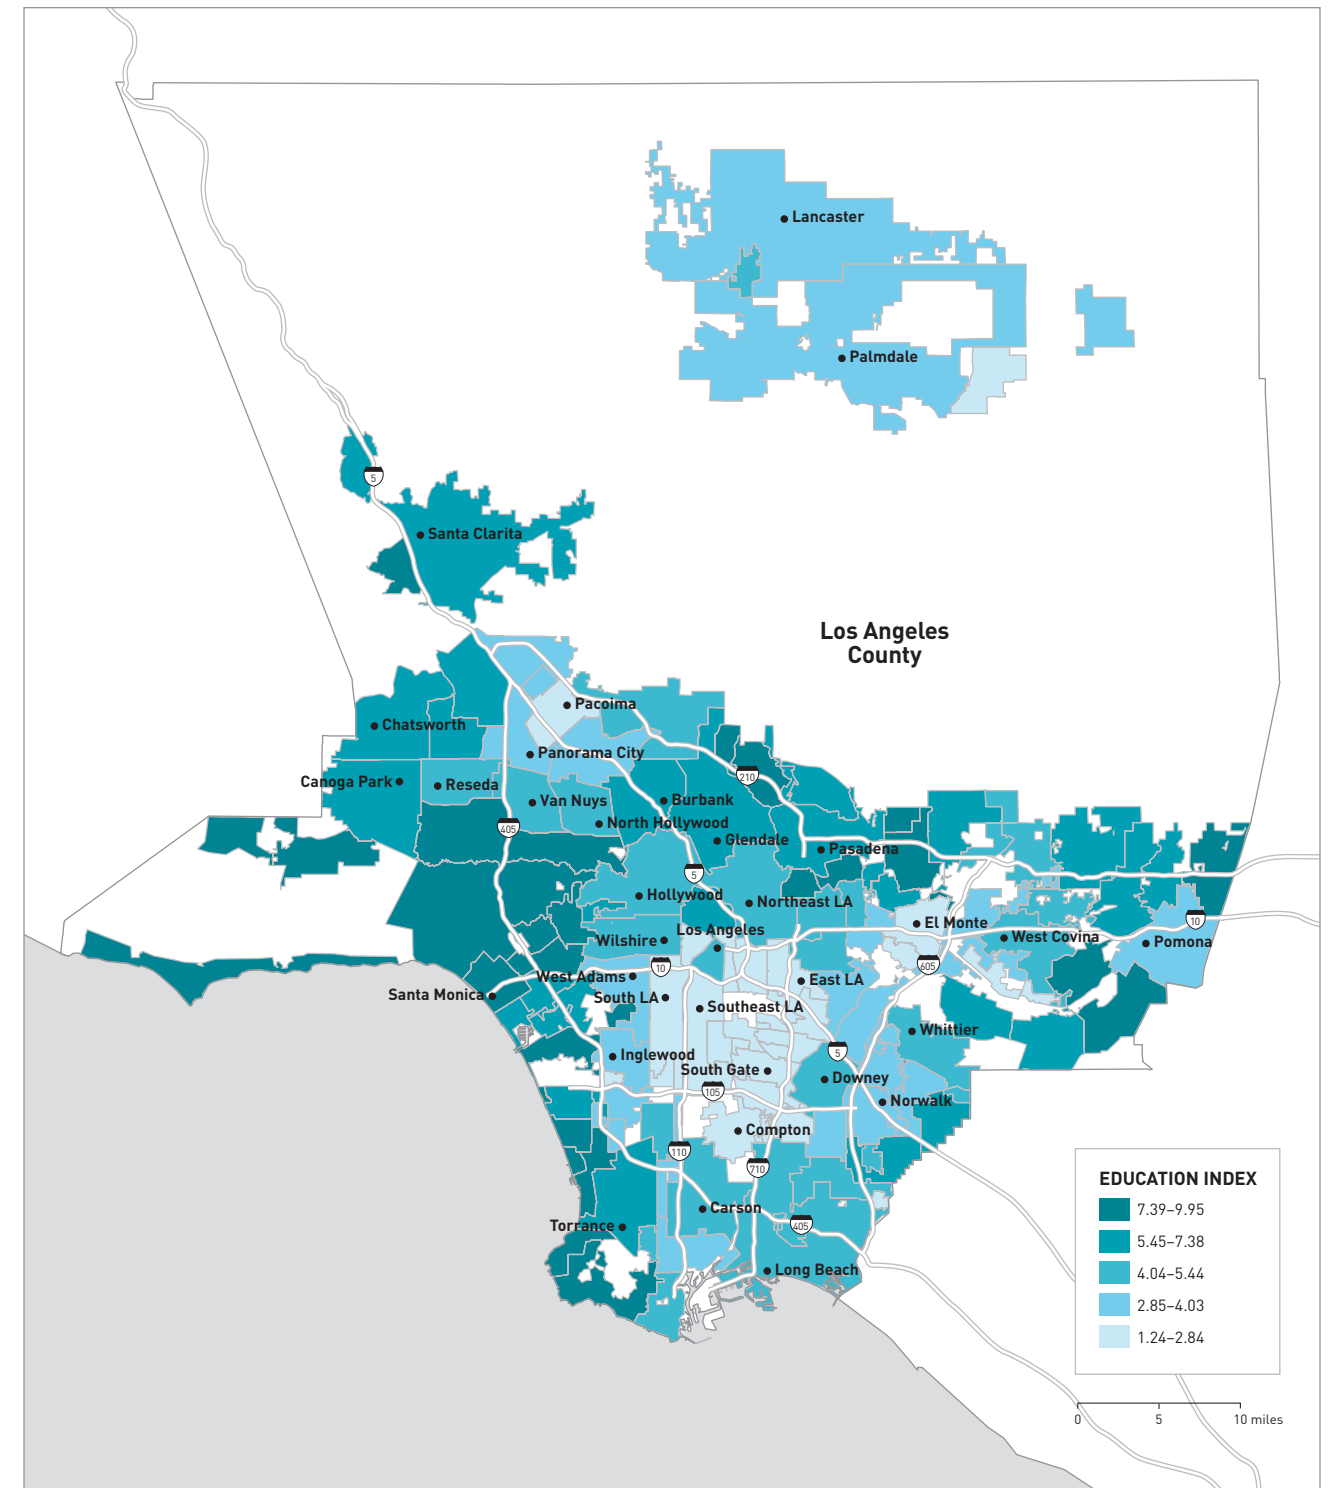 Lancaster
Palmdale
5
Santa Clarita
Los Angeles
County
Pacoima
Chatsworth
Panorama City
210
Canoga Park
Reseda
Van Nuys
Burbank
405
North Hollywood
Glendale
Pasadena
5
Hollywood
Northeast LA
El Monte
10
Los Angeles
Wilshire
West Covina
Pomona
10
605
West Adams
East LA
Santa Monica
South LA
Southeast LA
Whittier
5
Inglewood
South Gate
Downey
105
Norwalk
Compton
110
710
Carson
405
Torrance
Long Beach
EDUCATION INDEX
7.39–9.95
5.45–7.38
4.04–5.44
2.85–4.03
1.24–2.84
0 5 10 miles